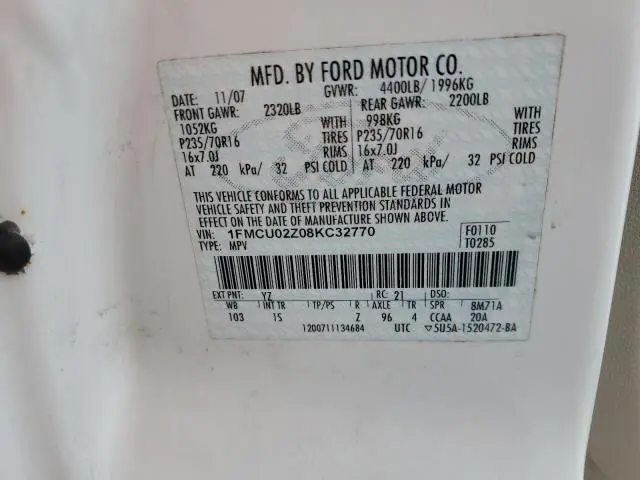 MFD. BY FORD MOTOR CO.
DATE: 11/07 GVWR: 4400LB/ 1996KG
FRONT GAWR: 2320LB REAR GAWR: 2200LB
1052KG WITH 998KG WITH
P235/70R16 TIRES P235/70R16 TIRES
16x7.0J RIMS 16x7.0J RIMS
AT 220 kPa/ 32 PSI COLD AT 220 kPa/ 32 PSI COLD
THIS VEHICLE CONFORMS TO ALL APPLICABLE FEDERAL MOTOR
VEHICLE SAFETY AND THEFT PREVENTION STANDARDS IN
EFFECT ON THE DATE OF MANUFACTURE SHOWN ABOVE.
VIN: 1FMCU02Z08KC32770 F0110
TYPE: MPV T0285
EXT PNT: YZ RC: 21 DSO:
WB INT TR TP/PS R AXLE TR SPR 8M71A
103 1S Z 96 4 CCAA 20A
1200711134684 UTC ▽5U5A-1520472-BA